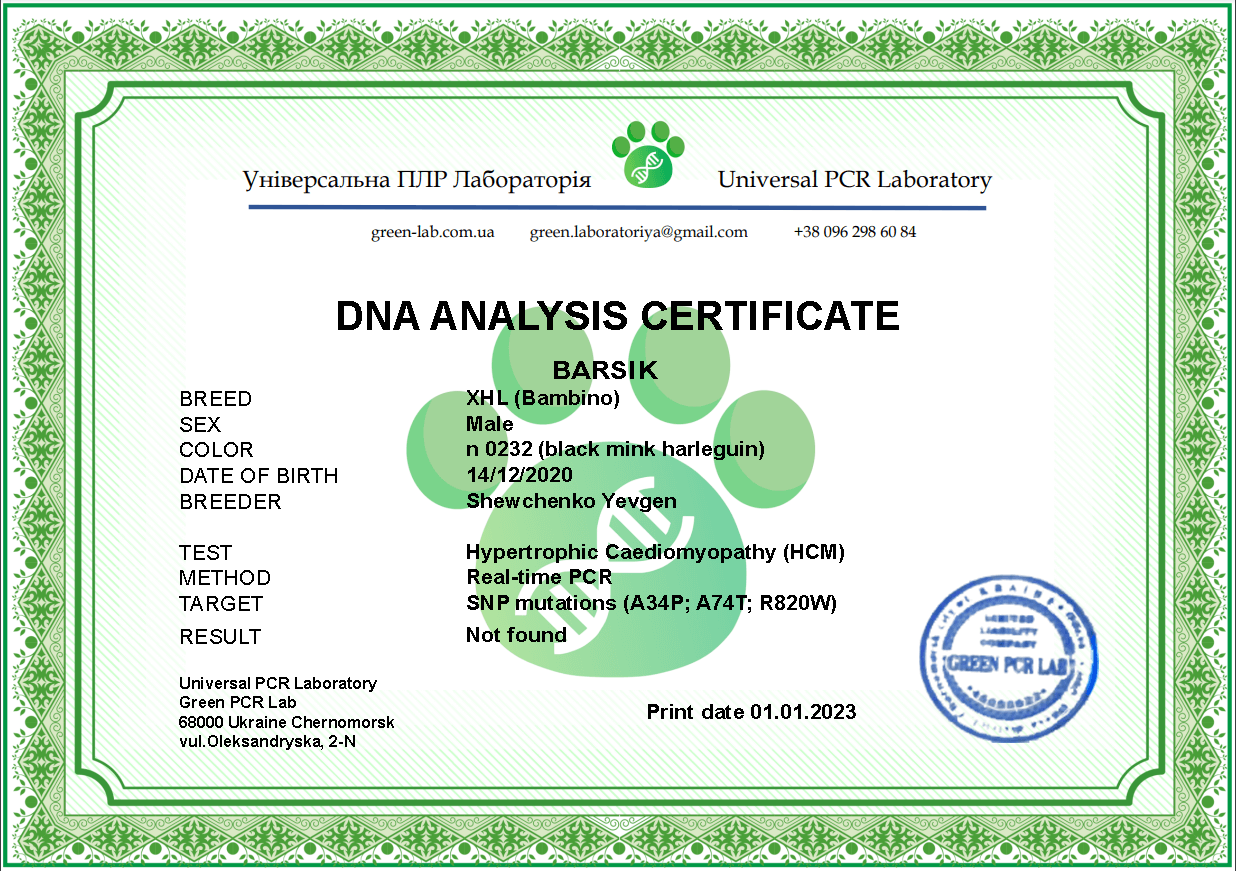 Універсальна ПЛР Лабораторія Universal PCR Laboratory
green-lab.com.ua green.laboratoriya@gmail.com +38 096 298 60 84
DNA ANALYSIS CERTIFICATE
BARSIK
BREED XHL (Bambino)
SEX Male
COLOR n 0232 (black mink harleguin)
DATE OF BIRTH 14/12/2020
BREEDER Shewchenko Yevgen
TEST Hypertrophic Caediomyopathy (HCM)
METHOD Real-time PCR
TARGET SNP mutations (A34P; A74T; R820W)
RESULT Not found
Universal PCR Laboratory
Green PCR Lab
68000 Ukraine Chernomorsk
vul.Oleksandryska, 2-N
Print date 01.01.2023
LIMITED
LIABILITY
COMPANY
GREEN PCR LAB